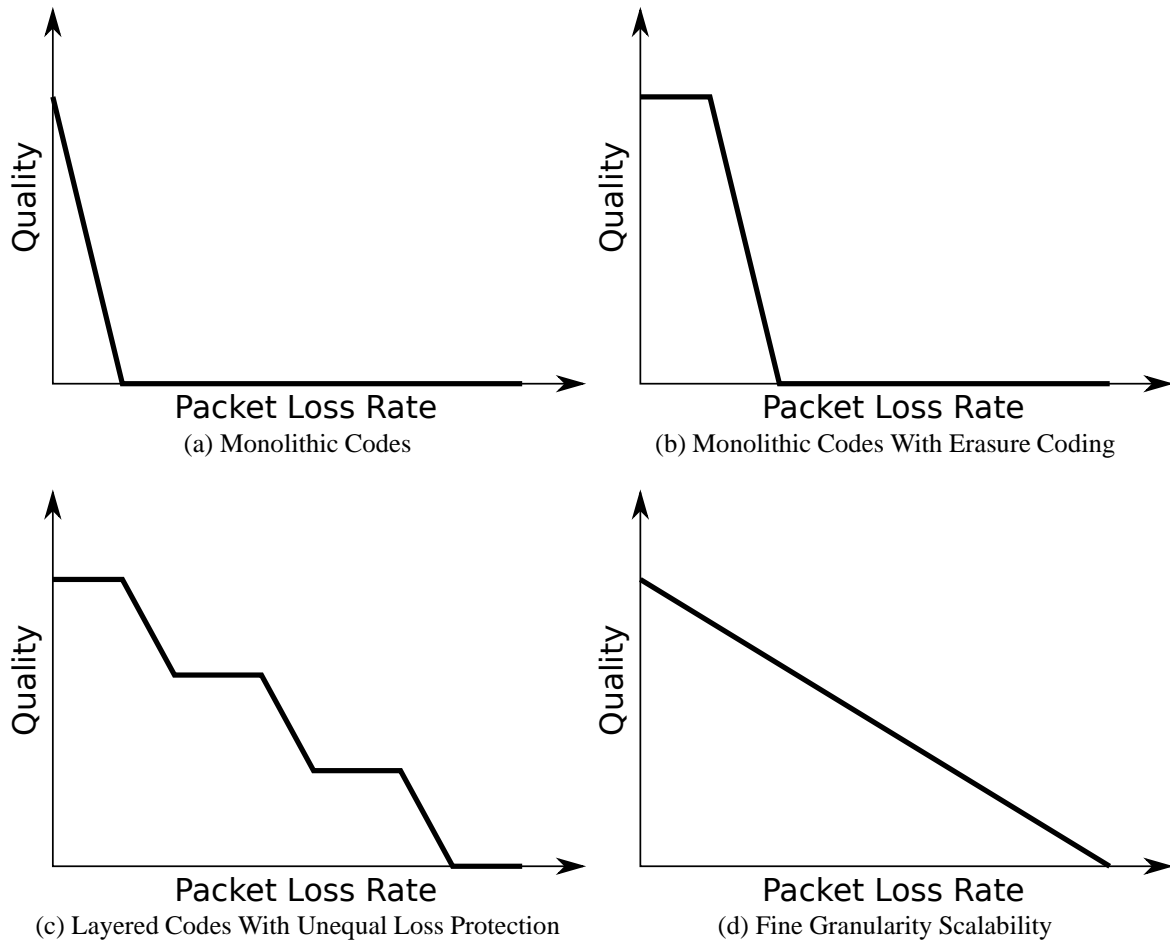 Quality
Packet Loss Rate
(a) Monolithic Codes
Quality
Packet Loss Rate
(b) Monolithic Codes With Erasure Coding
Quality
Packet Loss Rate
(c) Layered Codes With Unequal Loss Protection
Quality
Packet Loss Rate
(d) Fine Granularity Scalability